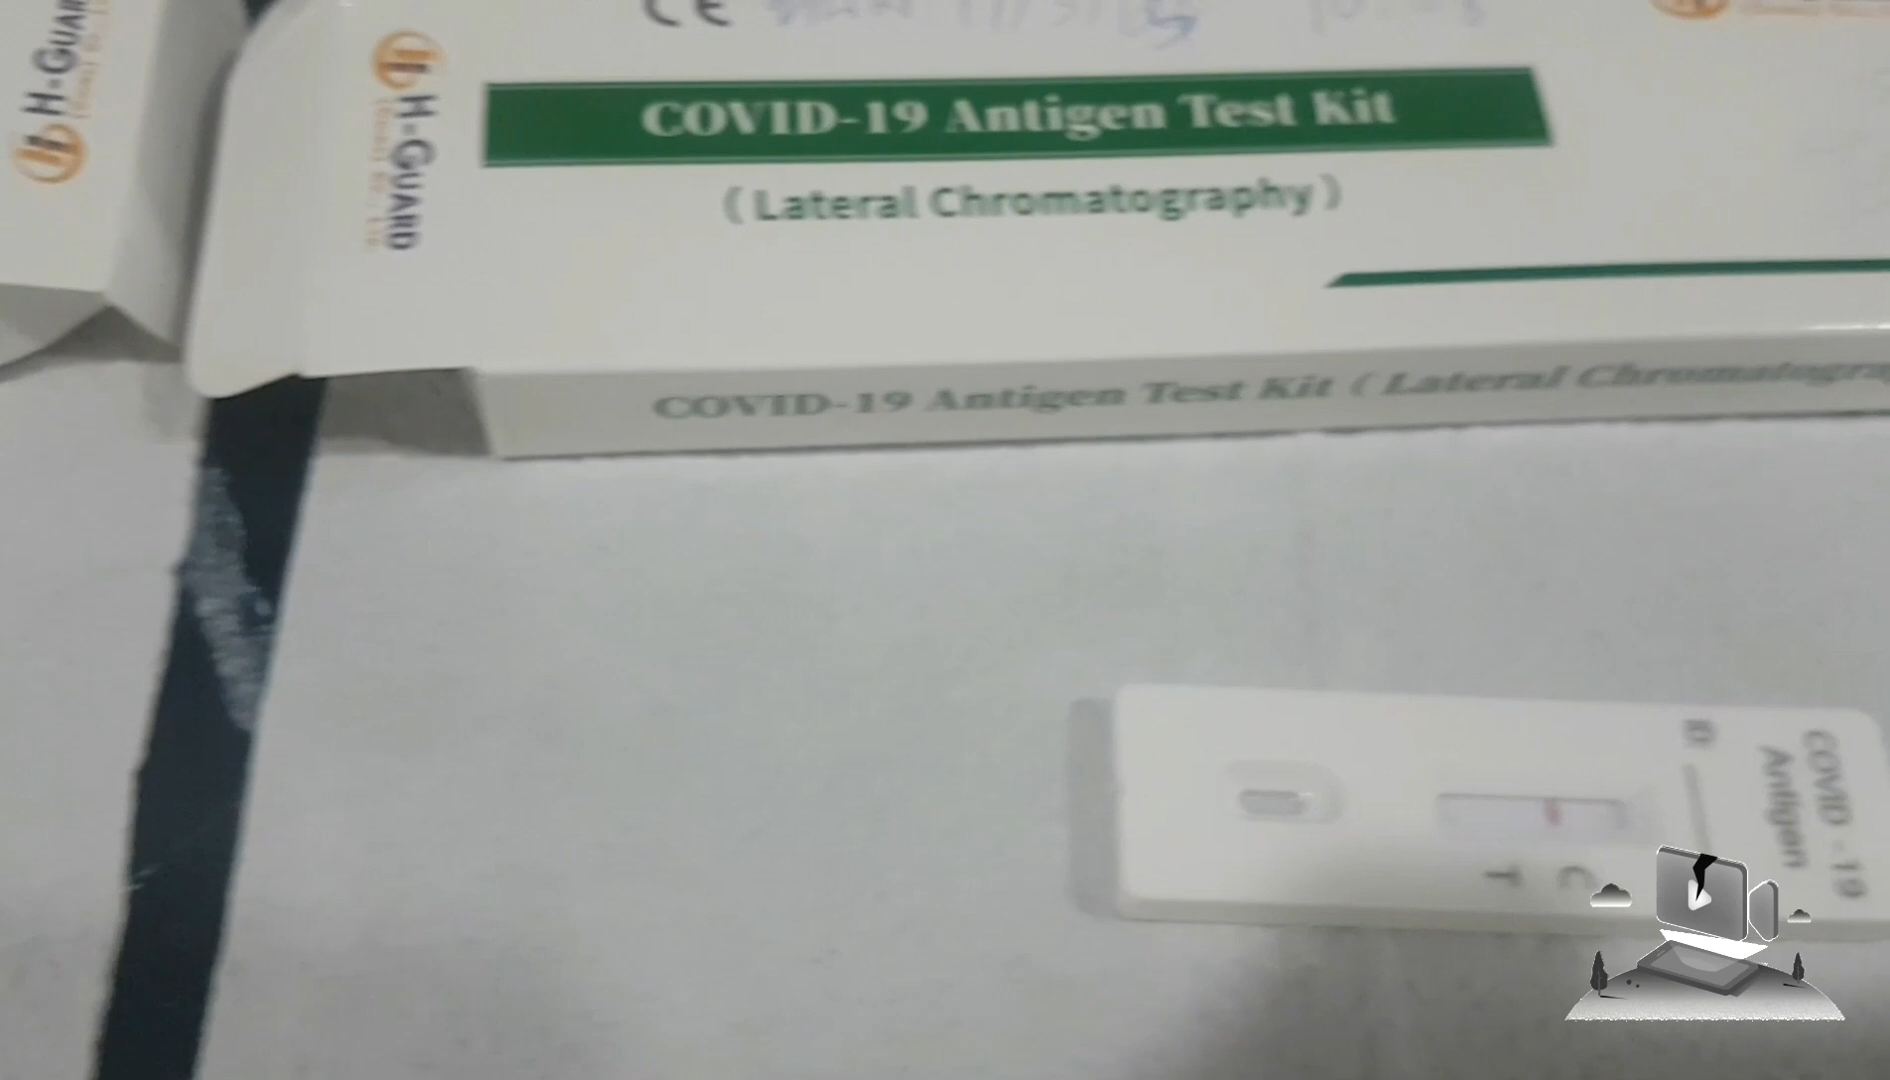 H-GUARD
CE
H-GUARD
COVID-19 Antigen Test Kit
( Lateral Chromatography )
COVID-19 Antigen Test Kit ( Lateral
COVID-19
Antigen
ID:
C
T